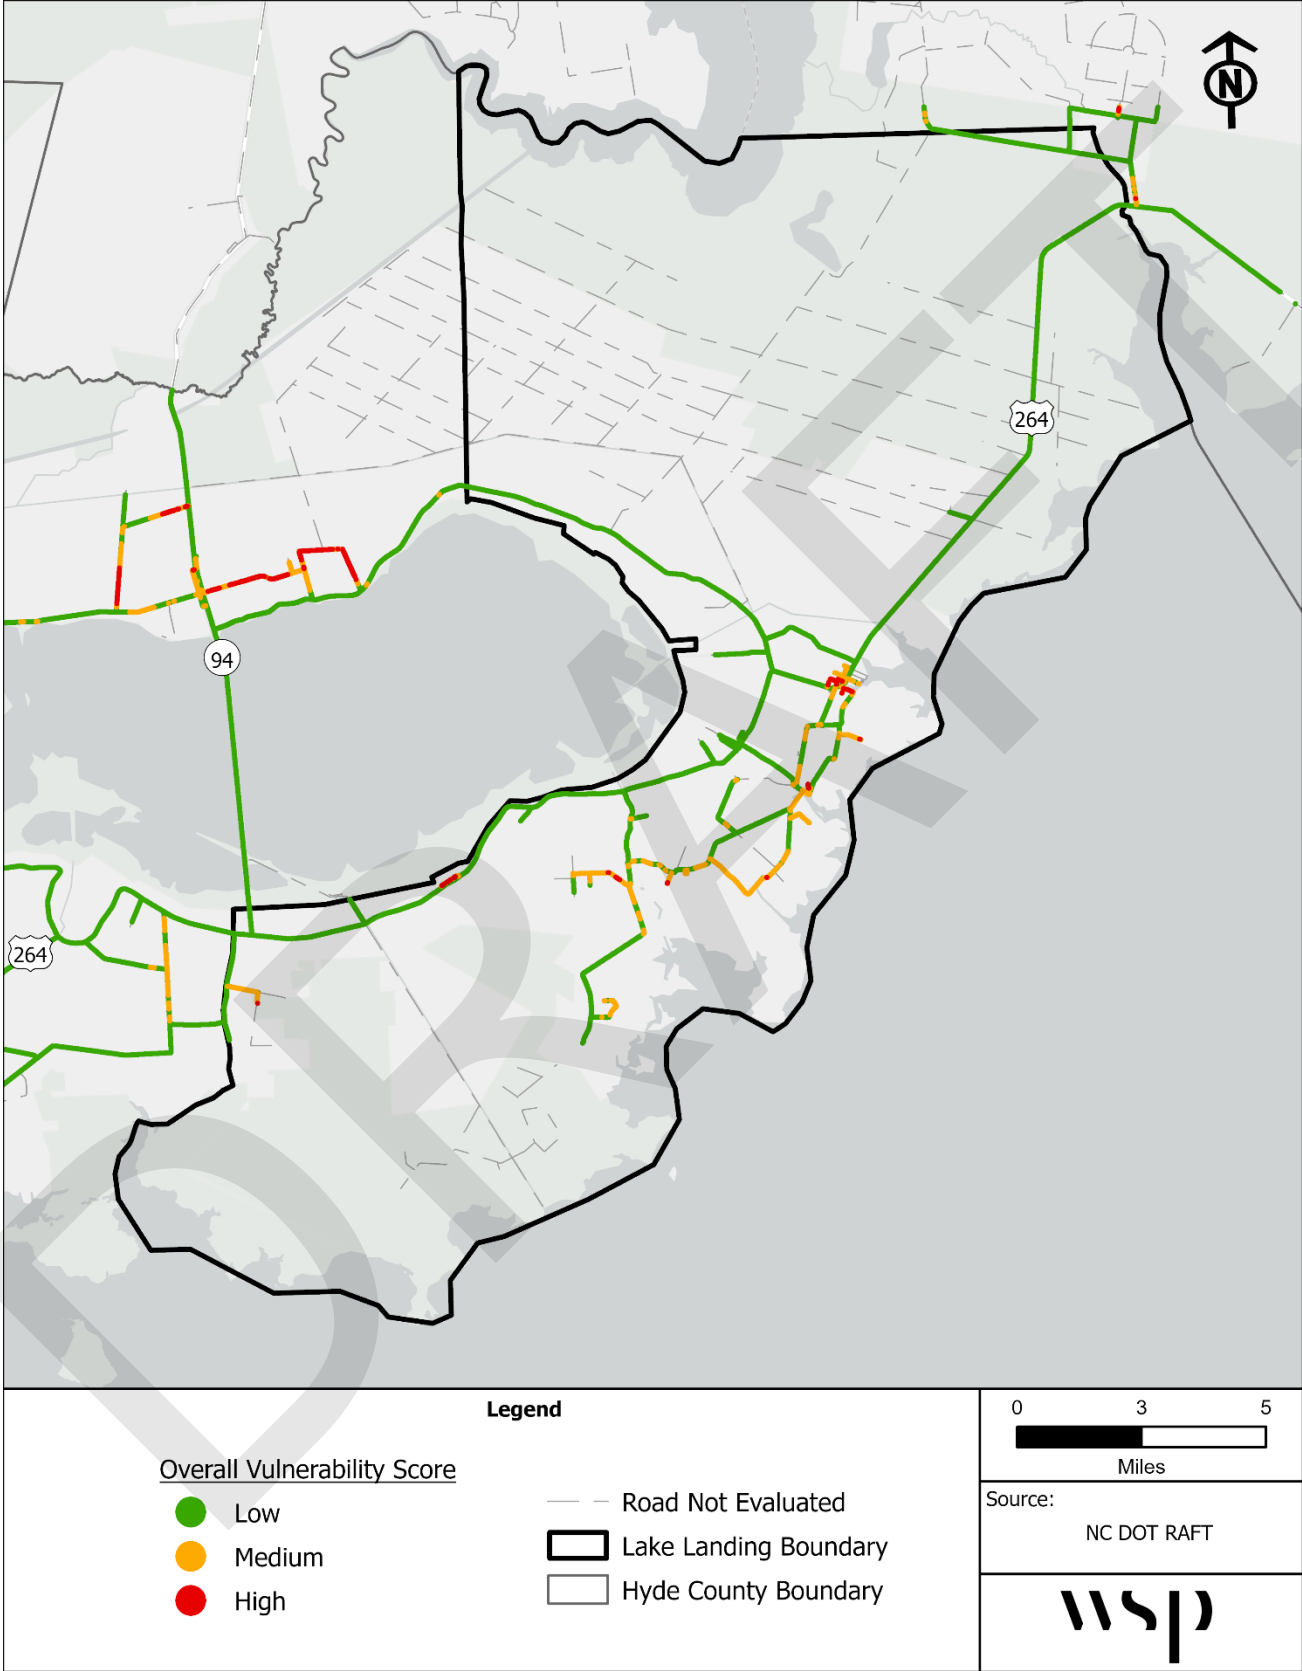 N
264
94
264
DRAFT
Legend
Overall Vulnerability Score
Low
Medium
High
Road Not Evaluated
Lake Landing Boundary
Hyde County Boundary
0 3 5
Miles
Source:
NC DOT RAFT
wsp